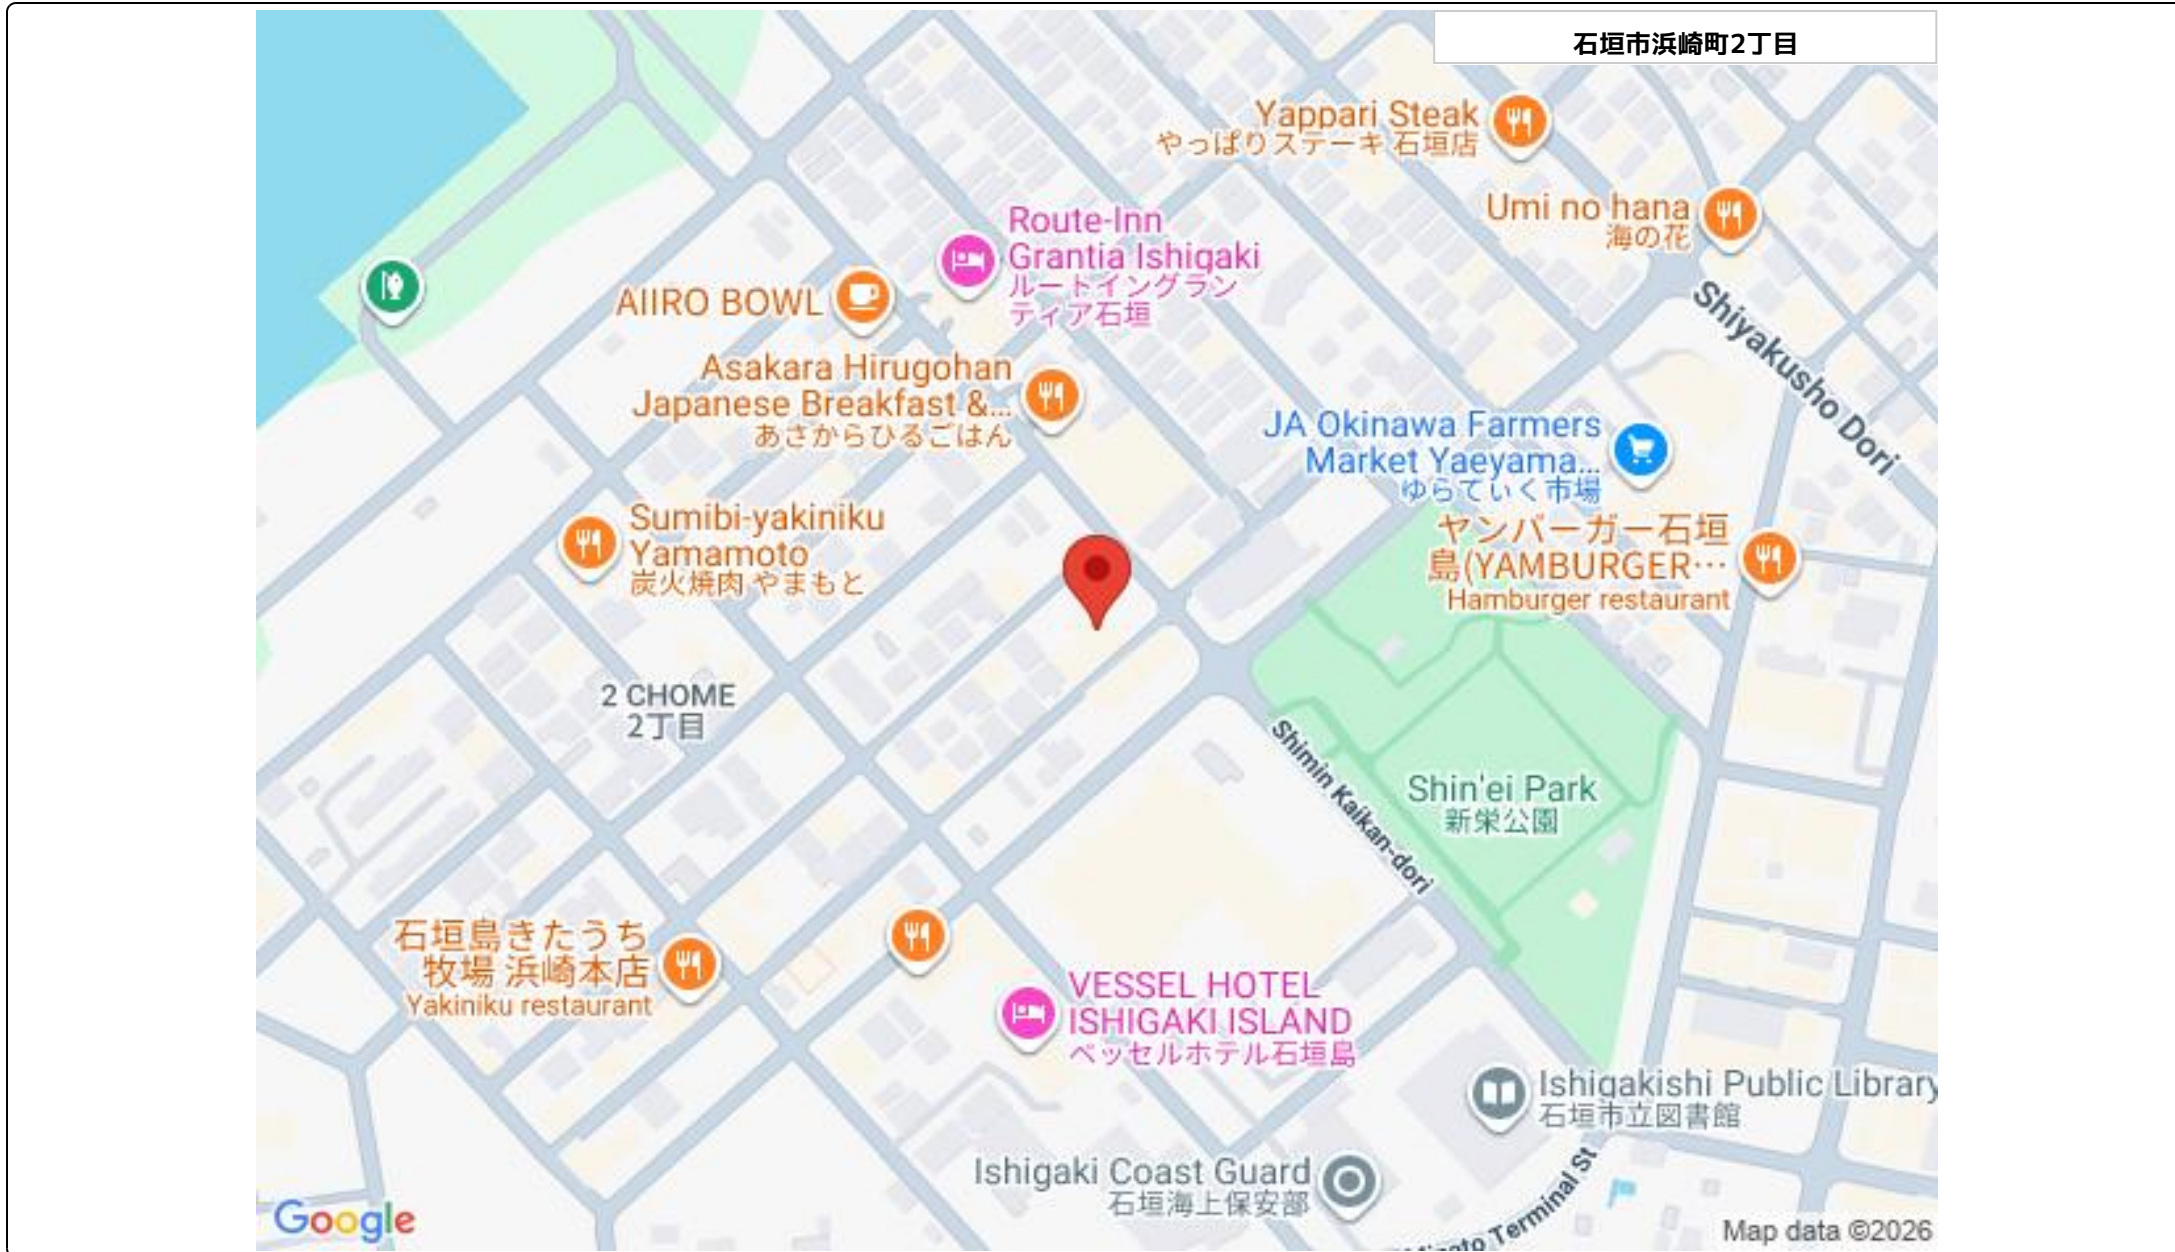 石垣市浜崎町2丁目
Yappari Steak
やっぱりステーキ 石垣店
Umi no hana
海の花
Route-Inn
Grantia Ishigaki
ルートイングラン
ティア石垣
AIIRO BOWL
Shiyakusho Dori
Asakara Hirugohan
Japanese Breakfast &...
あさからひるごはん
JA Okinawa Farmers
Market Yaeyama...
ゆらてぃく市場
Sumibi-yakiniku
Yamamoto
炭火焼肉 やまもと
ヤンバーガー石垣
島(YAMBURGER…
Hamburger restaurant
2 CHOME
2丁目
Shimin Kaikan-dori
Shin'ei Park
新栄公園
石垣島きたうち
牧場 浜崎本店
Yakiniku restaurant
VESSEL HOTEL
ISHIGAKI ISLAND
ベッセルホテル石垣島
Ishigakishi Public Library
石垣市立図書館
Ishigaki Coast Guard
石垣海上保安部
Terminal St
Google
Map data ©2026